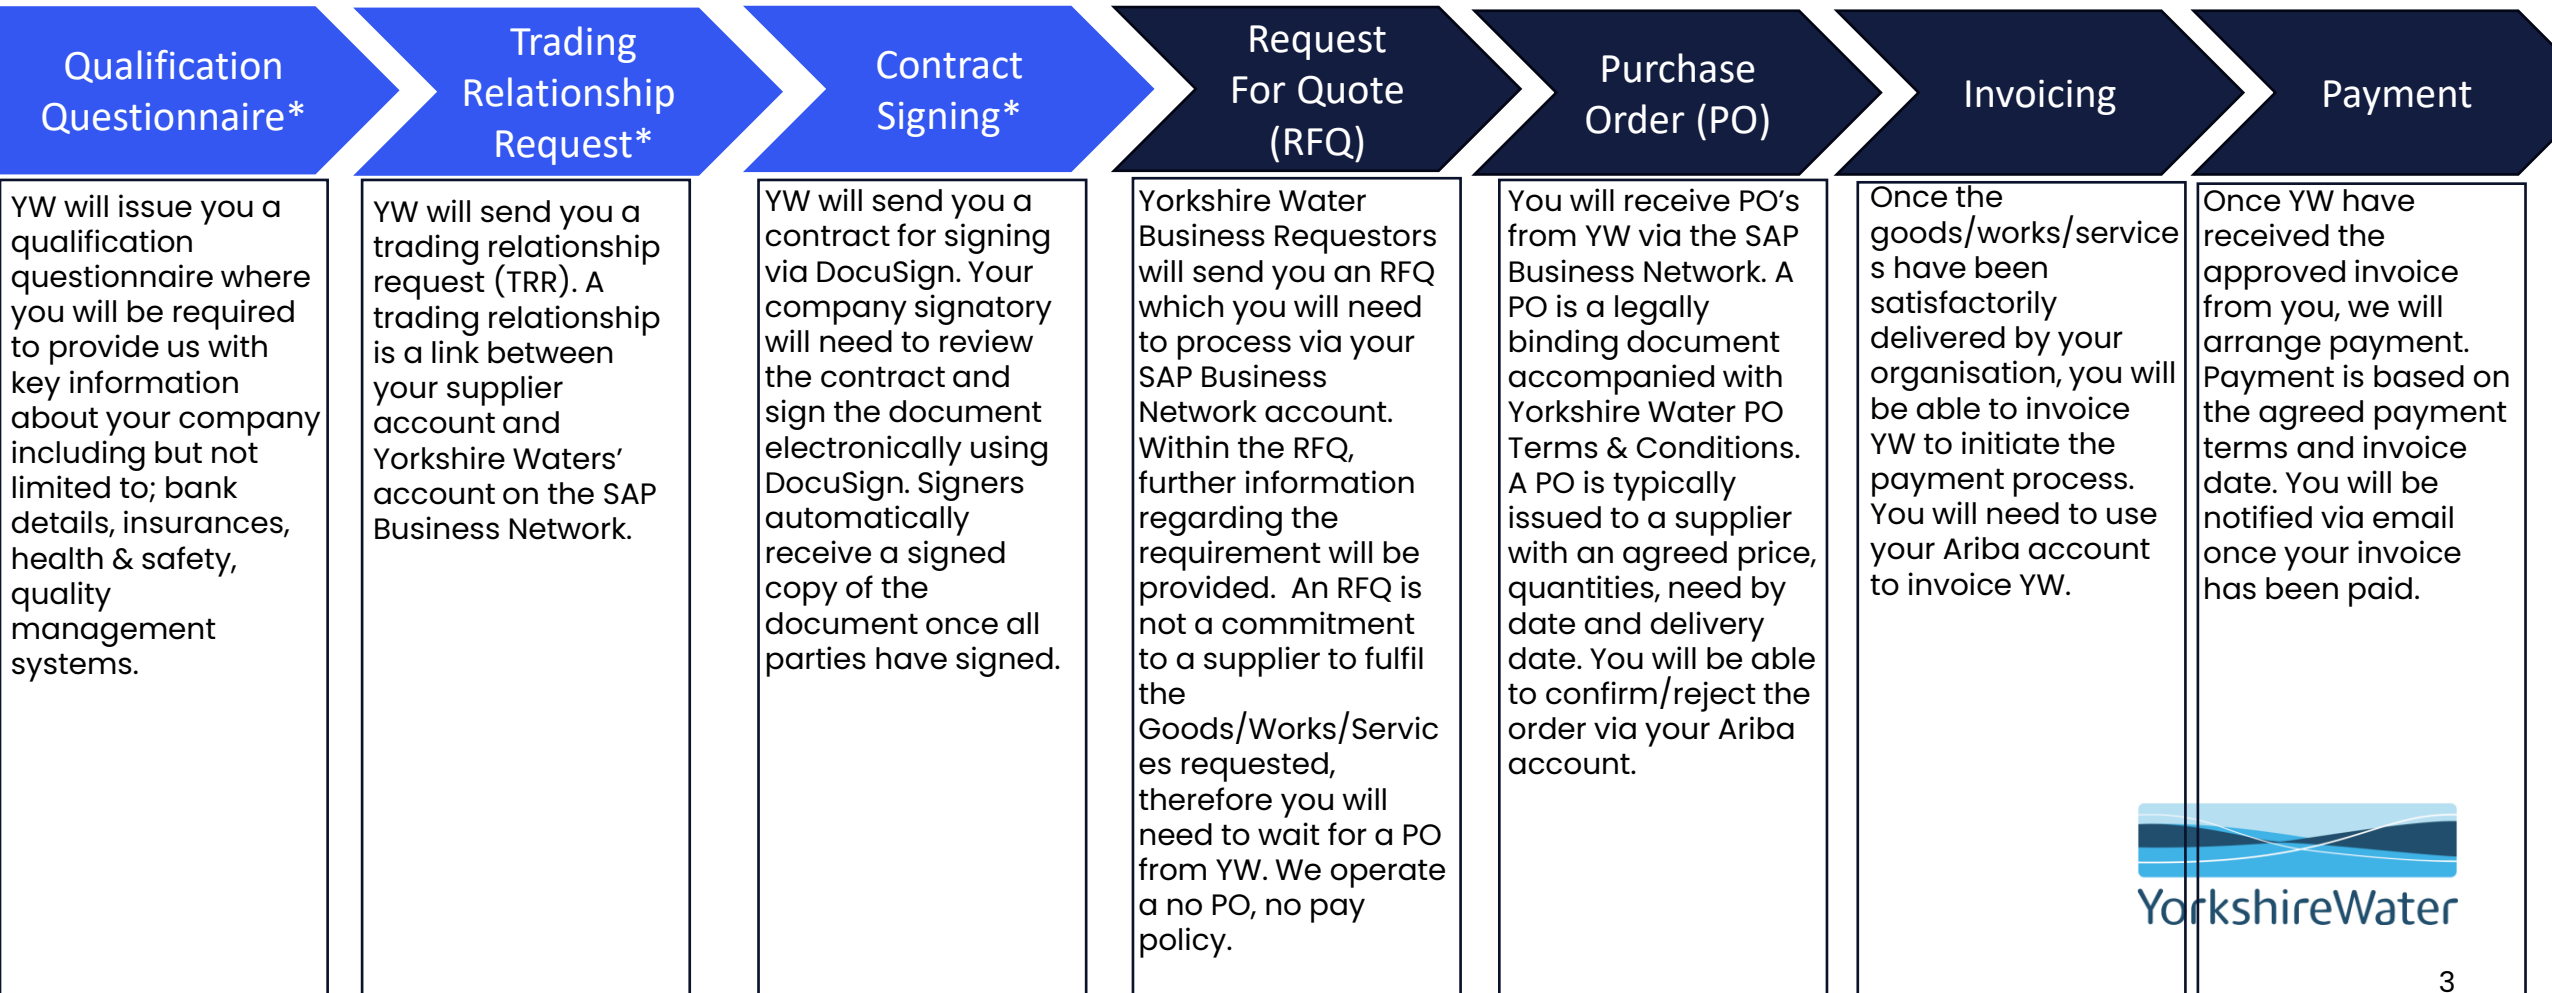 Qualification
Questionnaire*
Trading
Relationship
Request*
Contract
Signing*
Request
For Quote
(RFQ)
Purchase
Order (PO)
Invoicing
Payment
YW will issue you a
qualification
questionnaire where
you will be required
to provide us with
key information
about your company
including but not
limited to; bank
details, insurances,
health & safety,
quality
management
systems.
YW will send you a
trading relationship
request (TRR). A
trading relationship
is a link between
your supplier
account and
Yorkshire Waters’
account on the SAP
Business Network.
YW will send you a
contract for signing
via DocuSign. Your
company signatory
will need to review
the contract and
sign the document
electronically using
DocuSign. Signers
automatically
receive a signed
copy of the
document once all
parties have signed.
Yorkshire Water
Business Requestors
will send you an RFQ
which you will need
to process via your
SAP Business
Network account.
Within the RFQ,
further information
regarding the
requirement will be
provided.  An RFQ is
not a commitment
to a supplier to fulfil
the
Goods/Works/Servic
es requested,
therefore you will
need to wait for a PO
from YW. We operate
a no PO, no pay
policy.
You will receive PO’s
from YW via the SAP
Business Network. A
PO is a legally
binding document
accompanied with
Yorkshire Water PO
Terms & Conditions.
A PO is typically
issued to a supplier
with an agreed price,
quantities, need by
date and delivery
date. You will be able
to confirm/reject the
order via your Ariba
account.
Once the
goods/works/service
s have been
satisfactorily
delivered by your
organisation, you will
be able to invoice
YW to initiate the
payment process.
You will need to use
your Ariba account
to invoice YW.
Once YW have
received the
approved invoice
from you, we will
arrange payment.
Payment is based on
the agreed payment
terms and invoice
date. You will be
notified via email
once your invoice
has been paid.
YorkshireWater
3